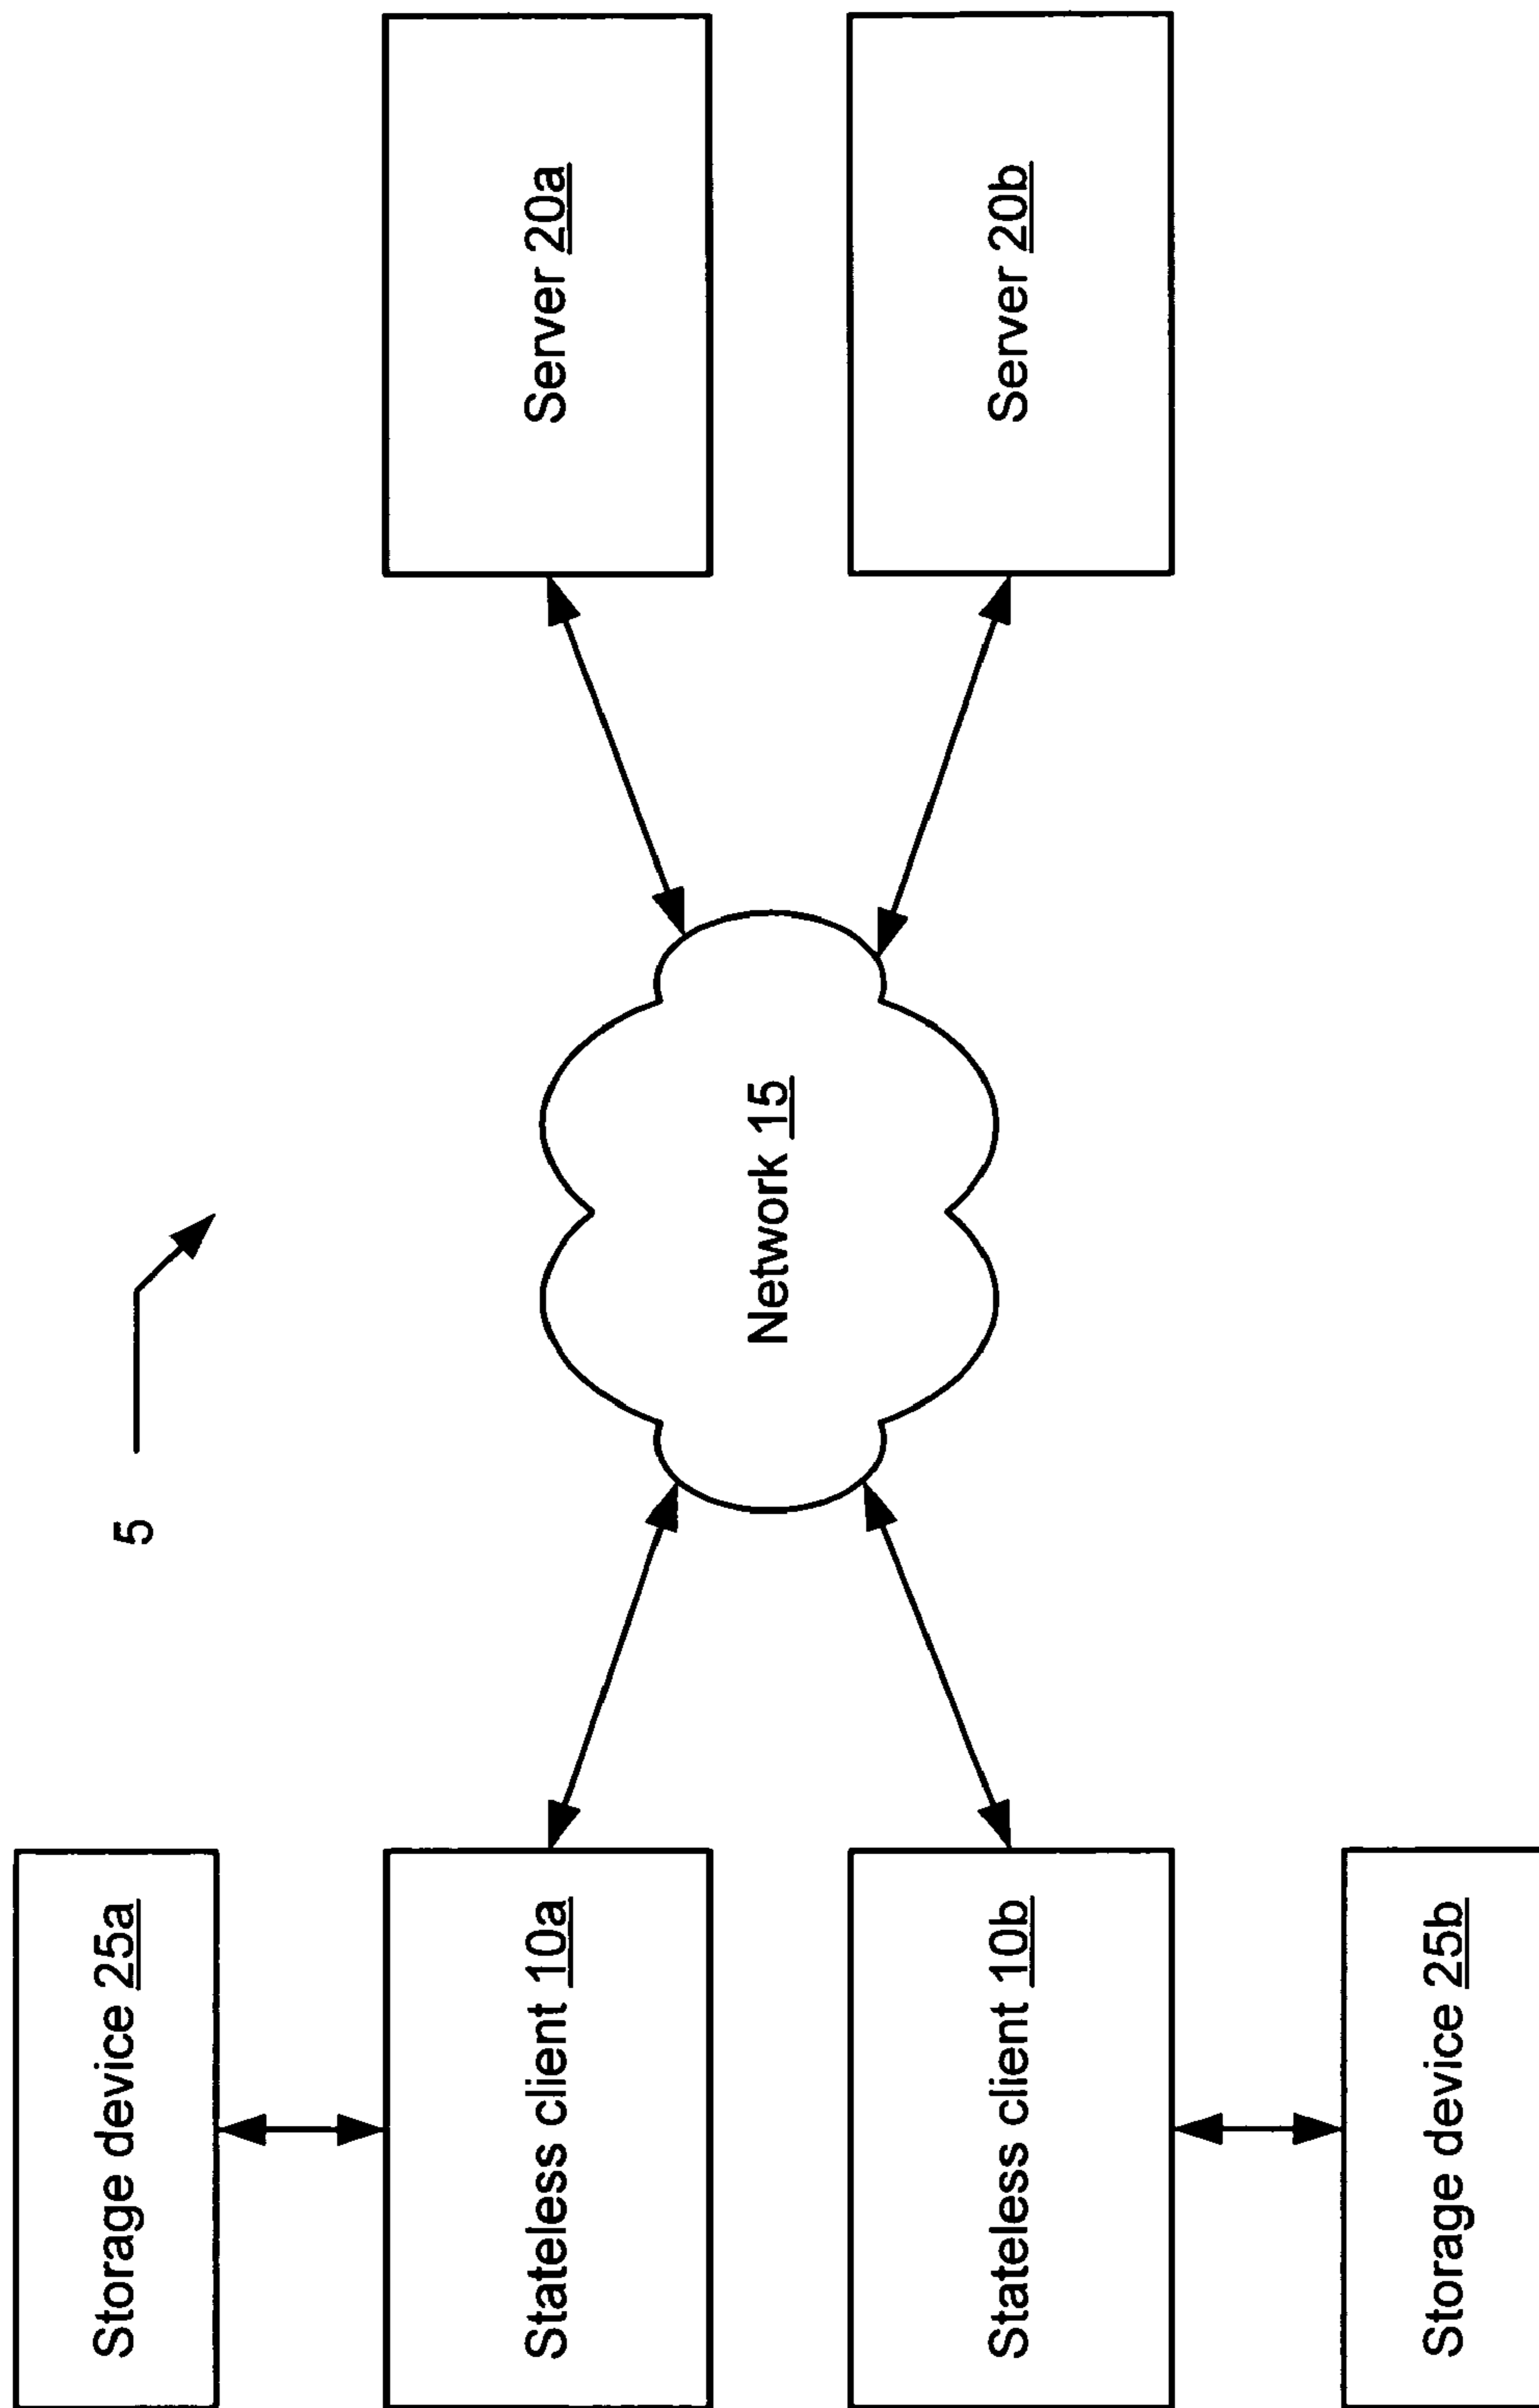 5
Storage device 25a
Stateless client 10a
Stateless client 10b
Storage device 25b
Network 15
Server 20a
Server 20b